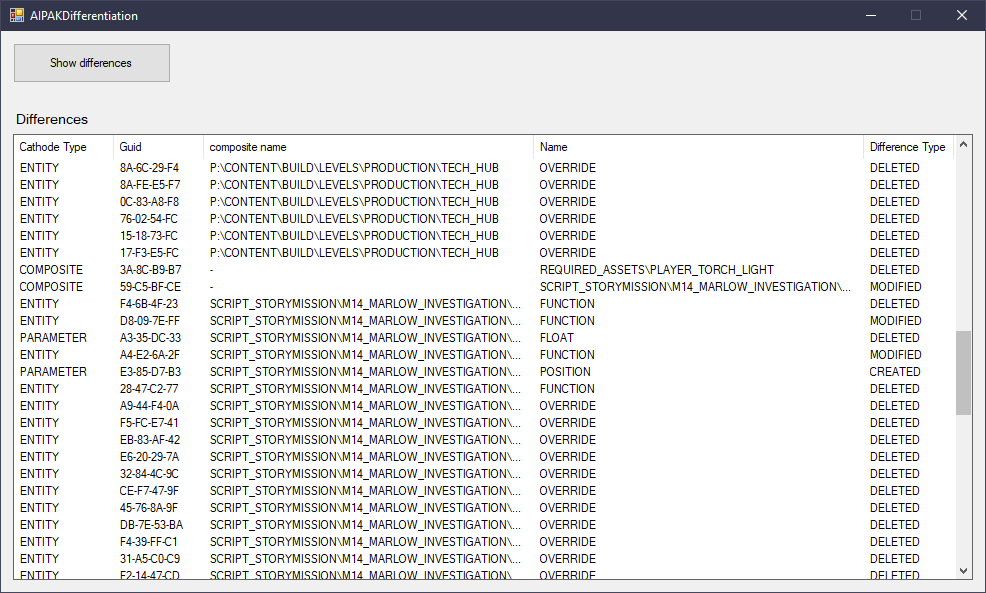 AIPAKDifferentiation
Show differences
Differences
Cathode Type Guid composite name Name Difference Type
ENTITY 8A-6C-29-F4 P:\CONTENT\BUILD\LEVELS\PRODUCTION\TECH_HUB OVERRIDE DELETED
ENTITY 8A-FE-E5-F7 P:\CONTENT\BUILD\LEVELS\PRODUCTION\TECH_HUB OVERRIDE DELETED
ENTITY 0C-83-A8-F8 P:\CONTENT\BUILD\LEVELS\PRODUCTION\TECH_HUB OVERRIDE DELETED
ENTITY 76-02-54-FC P:\CONTENT\BUILD\LEVELS\PRODUCTION\TECH_HUB OVERRIDE DELETED
ENTITY 15-18-73-FC P:\CONTENT\BUILD\LEVELS\PRODUCTION\TECH_HUB OVERRIDE DELETED
ENTITY 17-F3-E5-FC P:\CONTENT\BUILD\LEVELS\PRODUCTION\TECH_HUB OVERRIDE DELETED
COMPOSITE 3A-8C-B9-B7 - REQUIRED_ASSETS\PLAYER_TORCH_LIGHT DELETED
COMPOSITE 59-C5-BF-CE - SCRIPT_STORYMISSION\M14_MARLOW_INVESTIGATION\... MODIFIED
ENTITY F4-6B-4F-23 SCRIPT_STORYMISSION\M14_MARLOW_INVESTIGATION\... FUNCTION DELETED
ENTITY D8-09-7E-FF SCRIPT_STORYMISSION\M14_MARLOW_INVESTIGATION\... FUNCTION MODIFIED
PARAMETER A3-35-DC-33 SCRIPT_STORYMISSION\M14_MARLOW_INVESTIGATION\... FLOAT DELETED
ENTITY A4-E2-6A-2F SCRIPT_STORYMISSION\M14_MARLOW_INVESTIGATION\... FUNCTION MODIFIED
PARAMETER E3-85-D7-B3 SCRIPT_STORYMISSION\M14_MARLOW_INVESTIGATION\... POSITION CREATED
ENTITY 28-47-C2-77 SCRIPT_STORYMISSION\M14_MARLOW_INVESTIGATION\... FUNCTION DELETED
ENTITY A9-44-F4-0A SCRIPT_STORYMISSION\M14_MARLOW_INVESTIGATION\... OVERRIDE DELETED
ENTITY F5-FC-E7-41 SCRIPT_STORYMISSION\M14_MARLOW_INVESTIGATION\... OVERRIDE DELETED
ENTITY EB-83-AF-42 SCRIPT_STORYMISSION\M14_MARLOW_INVESTIGATION\... OVERRIDE DELETED
ENTITY E6-20-29-7A SCRIPT_STORYMISSION\M14_MARLOW_INVESTIGATION\... OVERRIDE DELETED
ENTITY 32-84-4C-9C SCRIPT_STORYMISSION\M14_MARLOW_INVESTIGATION\... OVERRIDE DELETED
ENTITY CE-F7-47-9F SCRIPT_STORYMISSION\M14_MARLOW_INVESTIGATION\... OVERRIDE DELETED
ENTITY 45-76-8A-9F SCRIPT_STORYMISSION\M14_MARLOW_INVESTIGATION\... OVERRIDE DELETED
ENTITY DB-7E-53-BA SCRIPT_STORYMISSION\M14_MARLOW_INVESTIGATION\... OVERRIDE DELETED
ENTITY F4-39-FF-C1 SCRIPT_STORYMISSION\M14_MARLOW_INVESTIGATION\... OVERRIDE DELETED
ENTITY 31-A5-C0-C9 SCRIPT_STORYMISSION\M14_MARLOW_INVESTIGATION\... OVERRIDE DELETED
ENTITY F2-14-47-CD SCRIPT_STORYMISSION\M14_MARLOW_INVESTIGATION\... OVERRIDE DELETED